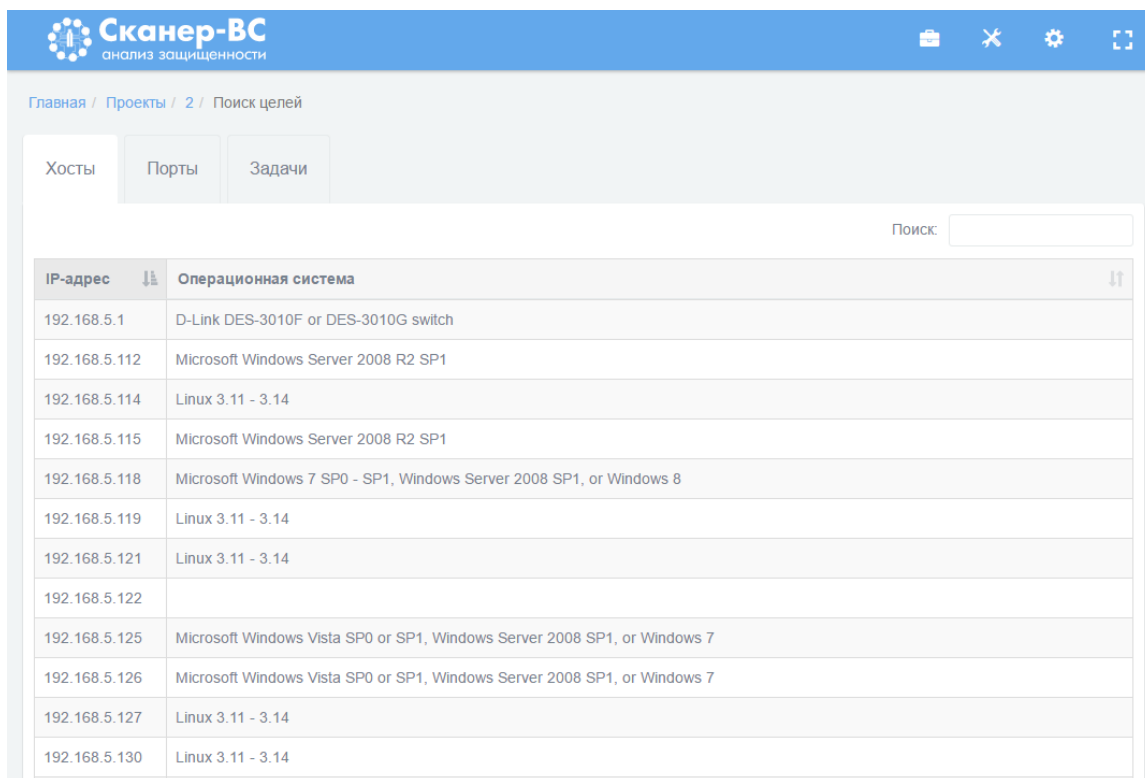 Сканер-ВС
анализ защищенности
Главная / Проекты / 2 / Поиск целей
Хосты Порты Задачи
Поиск:
IP-адрес Операционная система
192.168.5.1 D-Link DES-3010F or DES-3010G switch
192.168.5.112 Microsoft Windows Server 2008 R2 SP1
192.168.5.114 Linux 3.11 - 3.14
192.168.5.115 Microsoft Windows Server 2008 R2 SP1
192.168.5.118 Microsoft Windows 7 SP0 - SP1, Windows Server 2008 SP1, or Windows 8
192.168.5.119 Linux 3.11 - 3.14
192.168.5.121 Linux 3.11 - 3.14
192.168.5.122
192.168.5.125 Microsoft Windows Vista SP0 or SP1, Windows Server 2008 SP1, or Windows 7
192.168.5.126 Microsoft Windows Vista SP0 or SP1, Windows Server 2008 SP1, or Windows 7
192.168.5.127 Linux 3.11 - 3.14
192.168.5.130 Linux 3.11 - 3.14